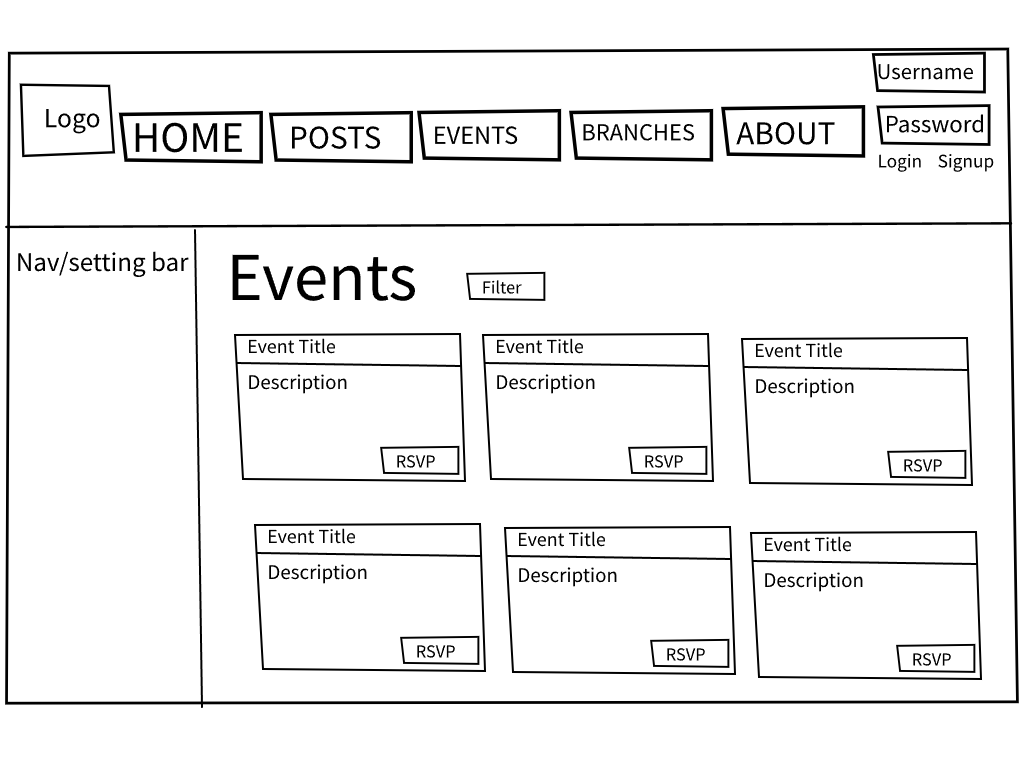 Username
Logo
HOME
POSTS
EVENTS
BRANCHES
ABOUT
Password
Login Signup
Nav/setting bar
Events
Filter
Event Title
Description
RSVP
Event Title
Description
RSVP
Event Title
Description
RSVP
Event Title
Description
RSVP
Event Title
Description
RSVP
Event Title
Description
RSVP